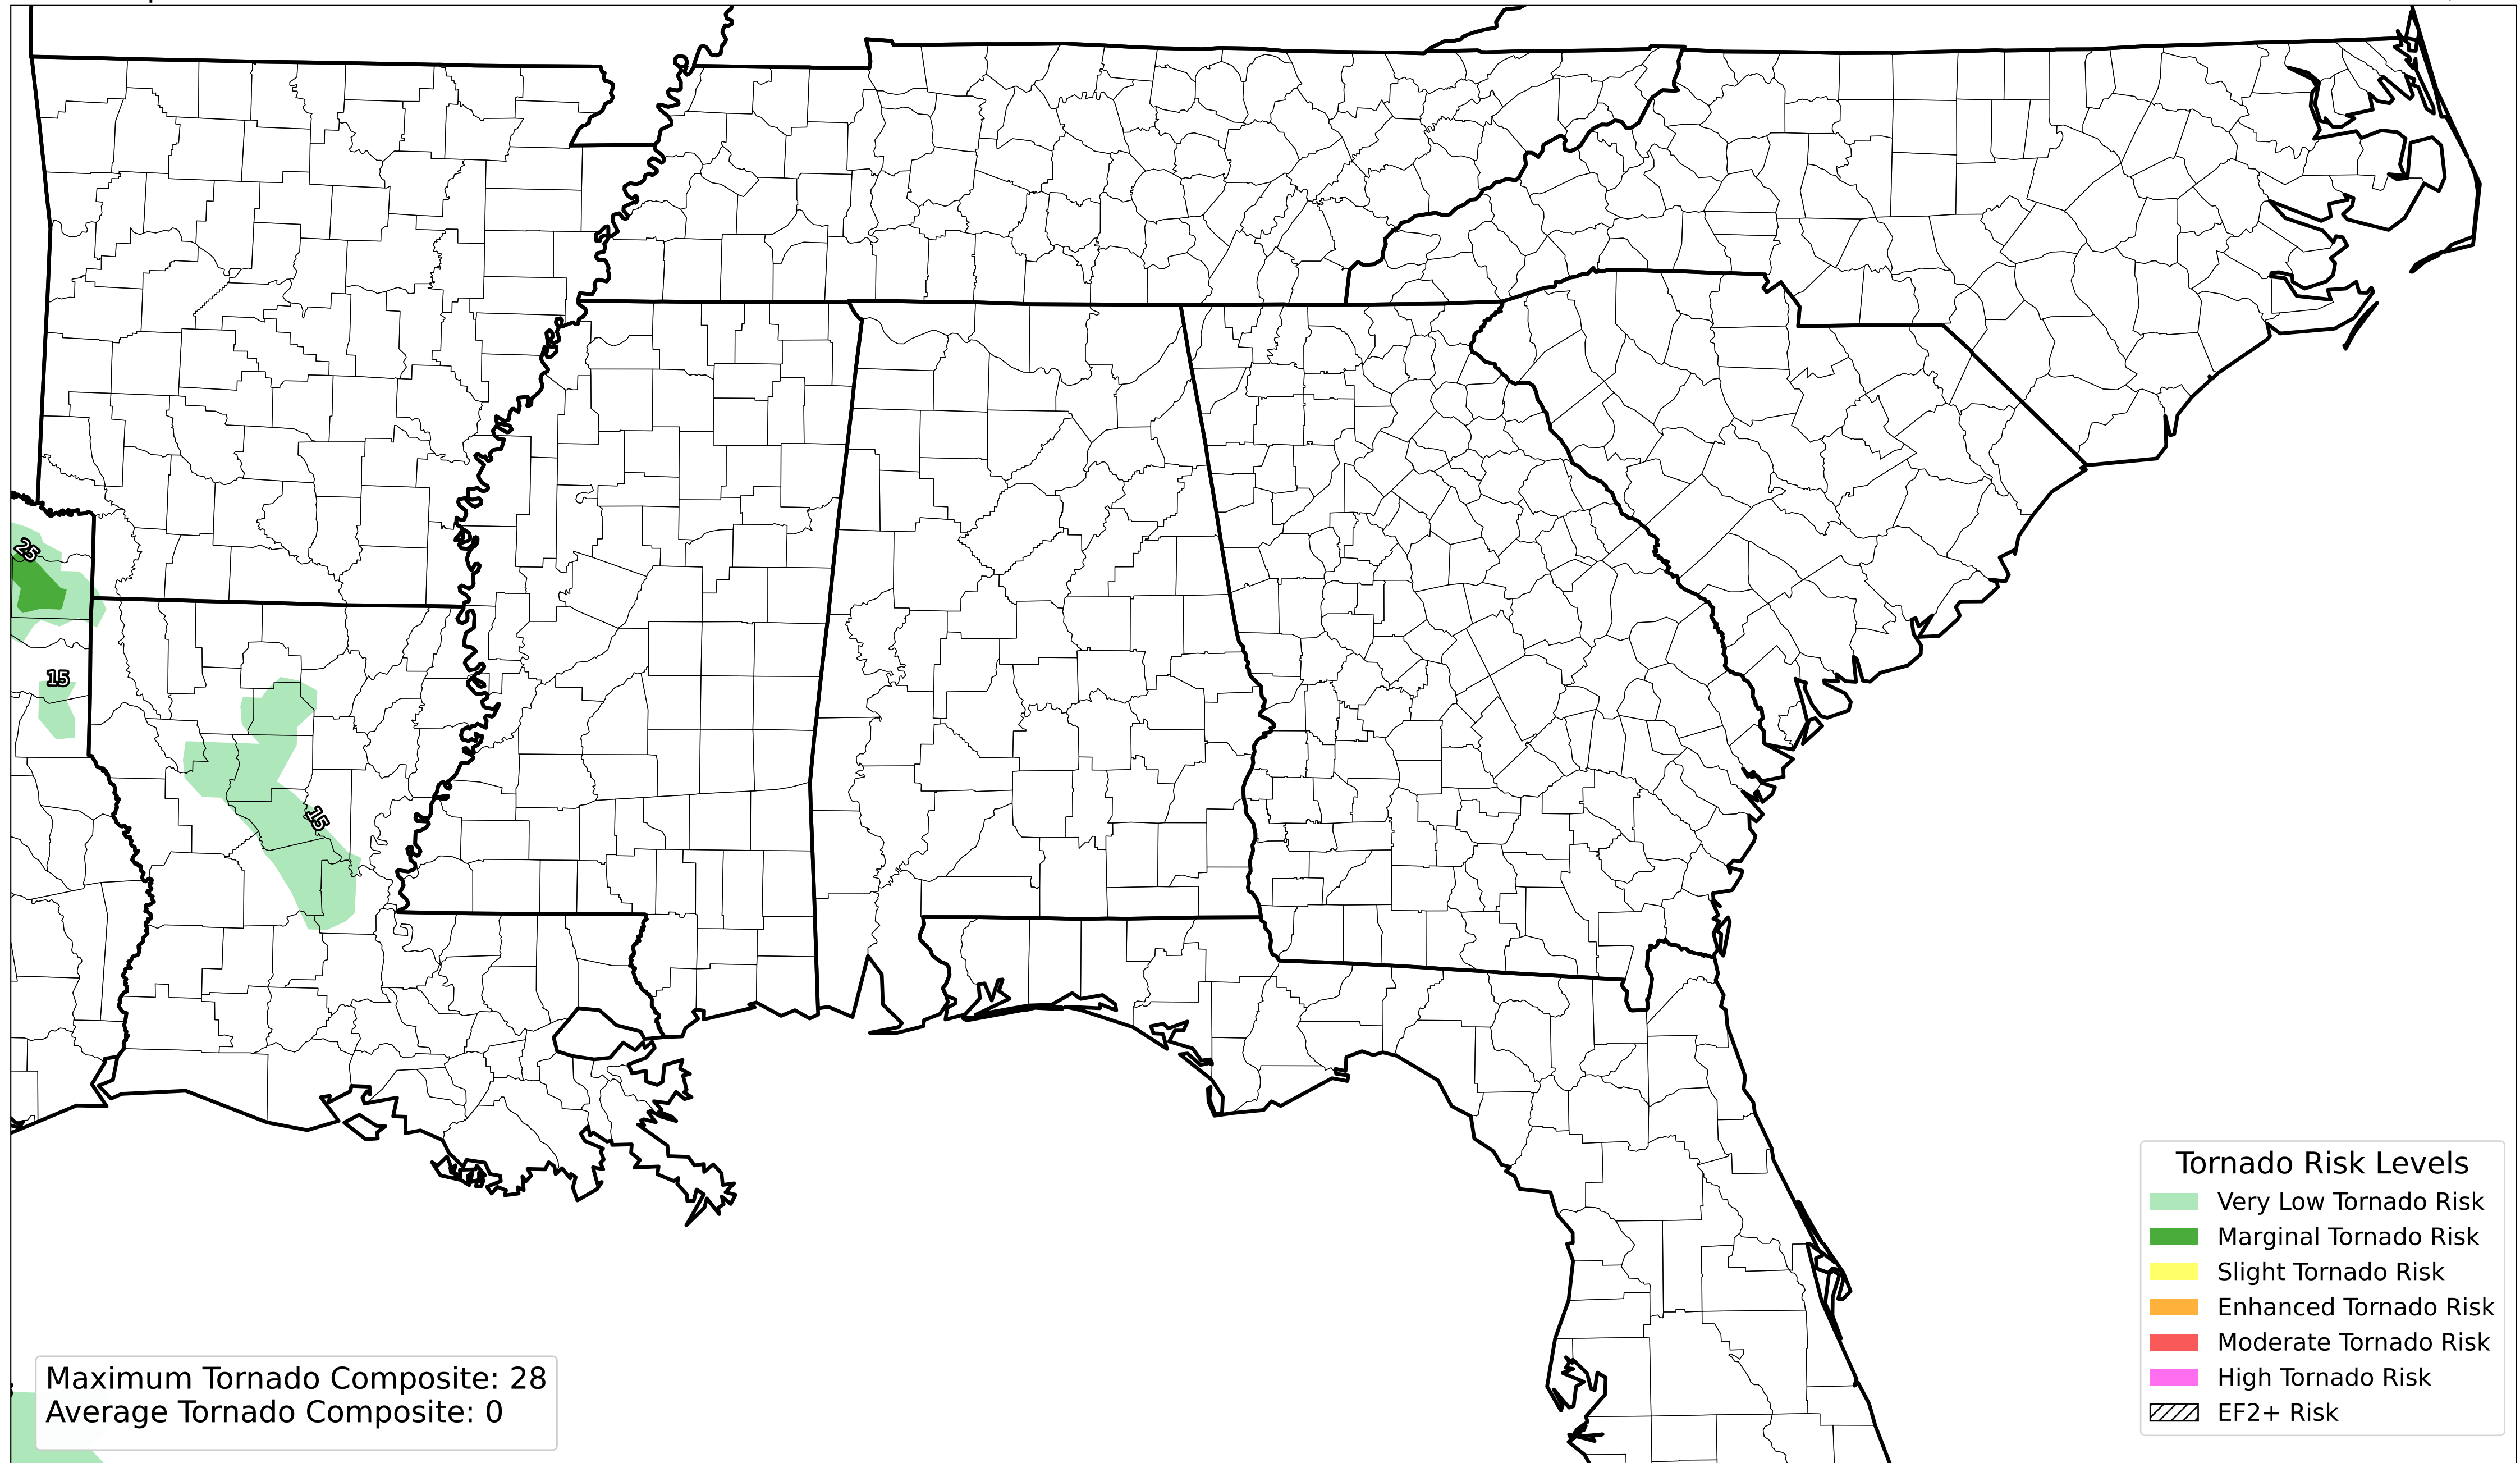 25
15
15
Tornado Risk Levels
Very Low Tornado Risk
Marginal Tornado Risk
Slight Tornado Risk
Enhanced Tornado Risk
Moderate Tornado Risk
High Tornado Risk
EF2+ Risk
Maximum Tornado Composite: 28
Average Tornado Composite: 0